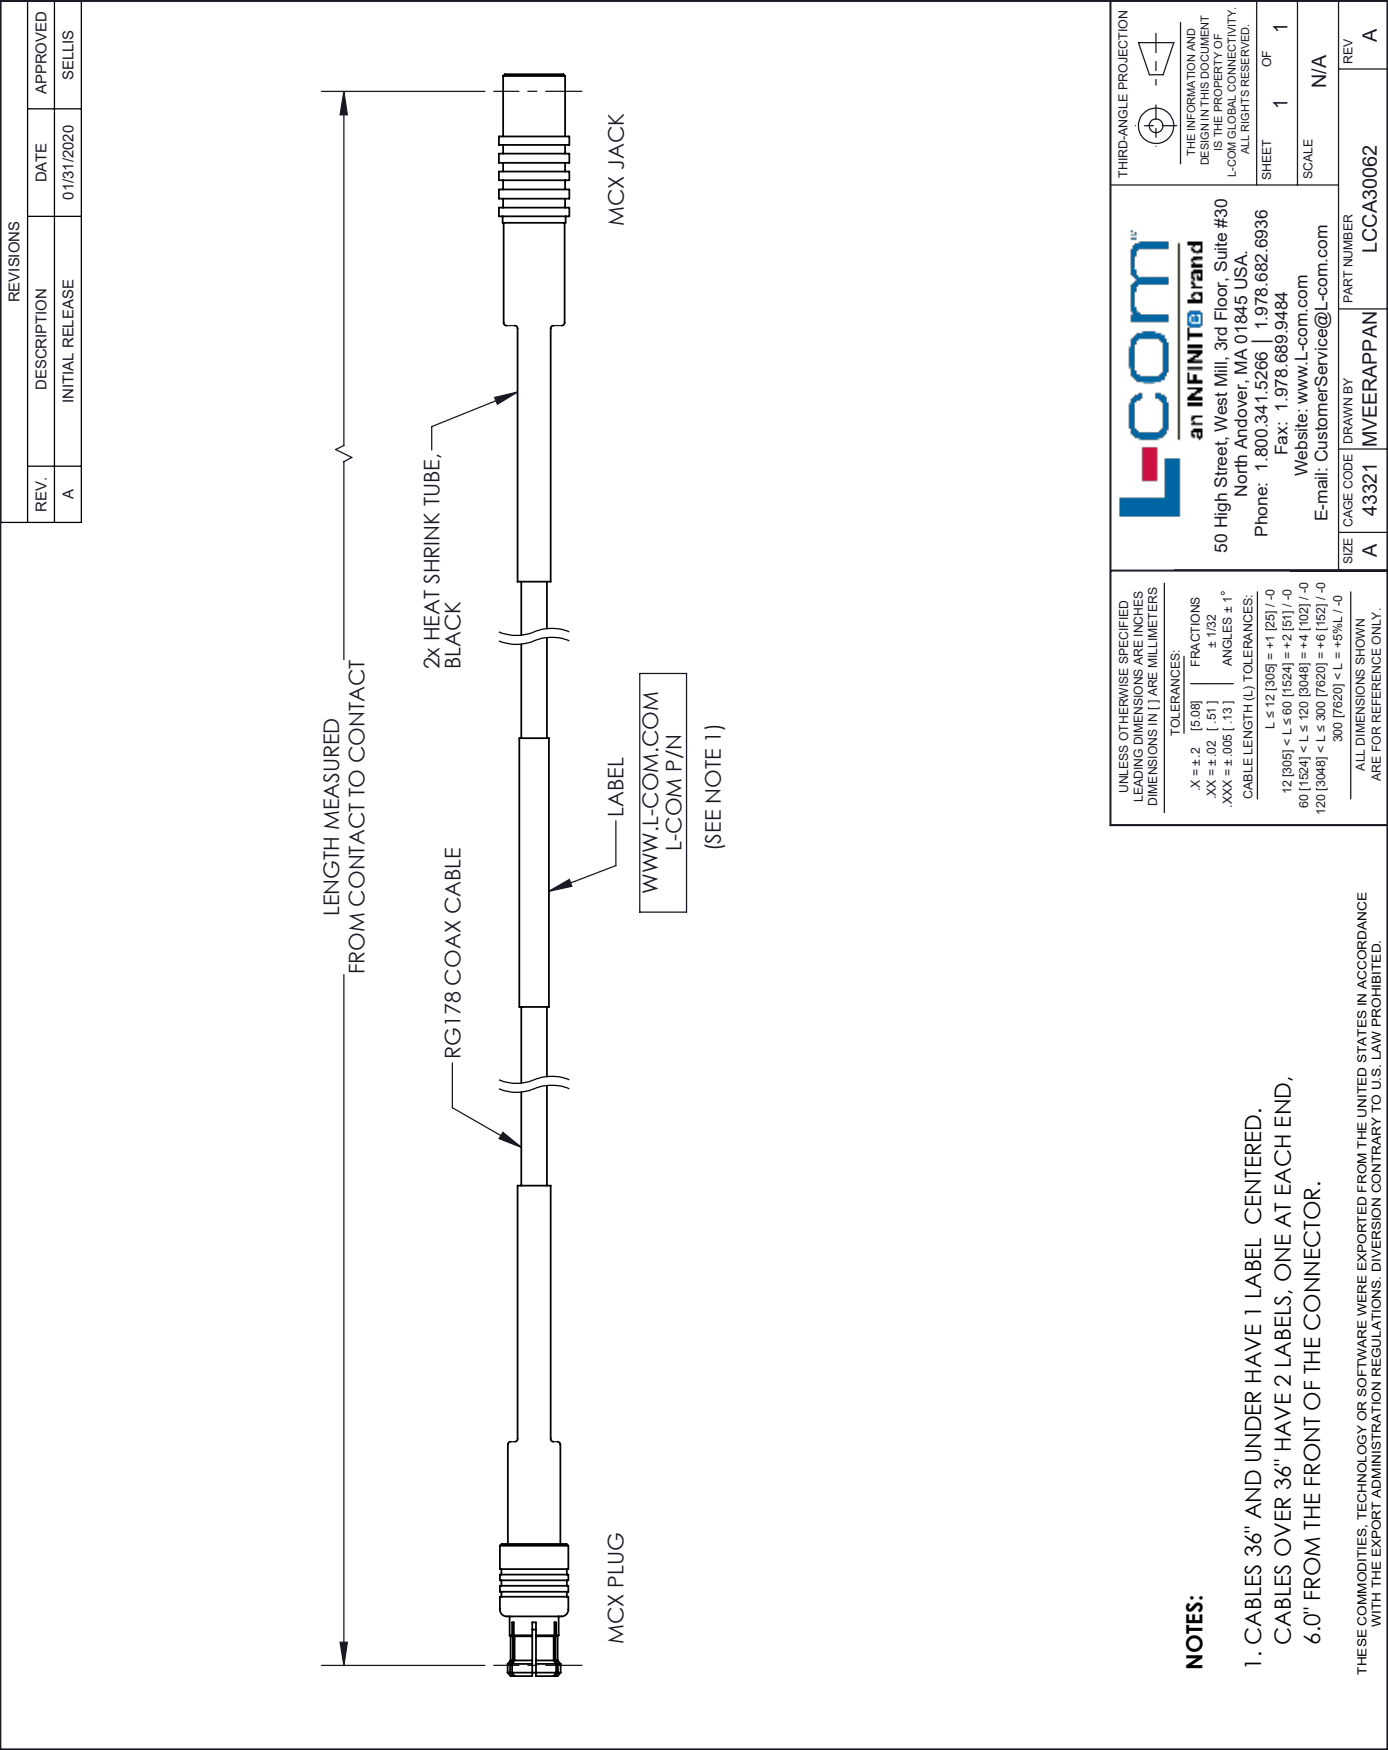 REVISIONS
REV. DESCRIPTION DATE APPROVED
A INITIAL RELEASE 01/31/2020 SELLIS
LENGTH MEASURED
FROM CONTACT TO CONTACT
RG178 COAX CABLE
2x HEAT SHRINK TUBE,
BLACK
MCX PLUG
LABEL
MCX JACK
WWW.L-COM.COM
L-COM P/N
(SEE NOTE 1)
NOTES:
1. CABLES 36" AND UNDER HAVE 1 LABEL CENTERED.
CABLES OVER 36" HAVE 2 LABELS, ONE AT EACH END,
6.0" FROM THE FRONT OF THE CONNECTOR.
THESE COMMODITIES, TECHNOLOGY OR SOFTWARE WERE EXPORTED FROM THE UNITED STATES IN ACCORDANCE
WITH THE EXPORT ADMINISTRATION REGULATIONS. DIVERSION CONTRARY TO U.S. LAW PROHIBITED.
UNLESS OTHERWISE SPECIFIED
LEADING DIMENSIONS ARE INCHES
DIMENSIONS IN [ ] ARE MILLIMETERS
TOLERANCES:
.X = ± .2 [5.08] FRACTIONS
.XX = ± .02 [ .51 ] ± 1/32
.XXX = ± .005 [ .13 ] ANGLES ± 1°
CABLE LENGTH (L) TOLERANCES:
L ≤ 12 [305] = +1 [25] / -0
12 [305] < L ≤ 60 [1524] = +2 [51] / -0
60 [1524] < L ≤ 120 [3048] = +4 [102] / -0
120 [3048] < L ≤ 300 [7620] = +6 [152] / -0
300 [7620] < L = +5%L / -0
ALL DIMENSIONS SHOWN
ARE FOR REFERENCE ONLY.
L-com
an INFINIT@ brand
50 High Street, West Mill, 3rd Floor, Suite #30
North Andover, MA 01845 USA.
Phone: 1.800.341.5266 | 1.978.682.6936
Fax: 1.978.689.9484
Website: www.L-com.com
E-mail: CustomerService@L-com.com
THIRD-ANGLE PROJECTION
THE INFORMATION AND
DESIGN IN THIS DOCUMENT
IS THE PROPERTY OF
L-COM GLOBAL CONNECTIVITY.
ALL RIGHTS RESERVED.
SHEET OF
1 1
SCALE
N/A
SIZE CAGE CODE DRAWN BY PART NUMBER REV
A 43321 MVEERAPPAN LCCA30062 A